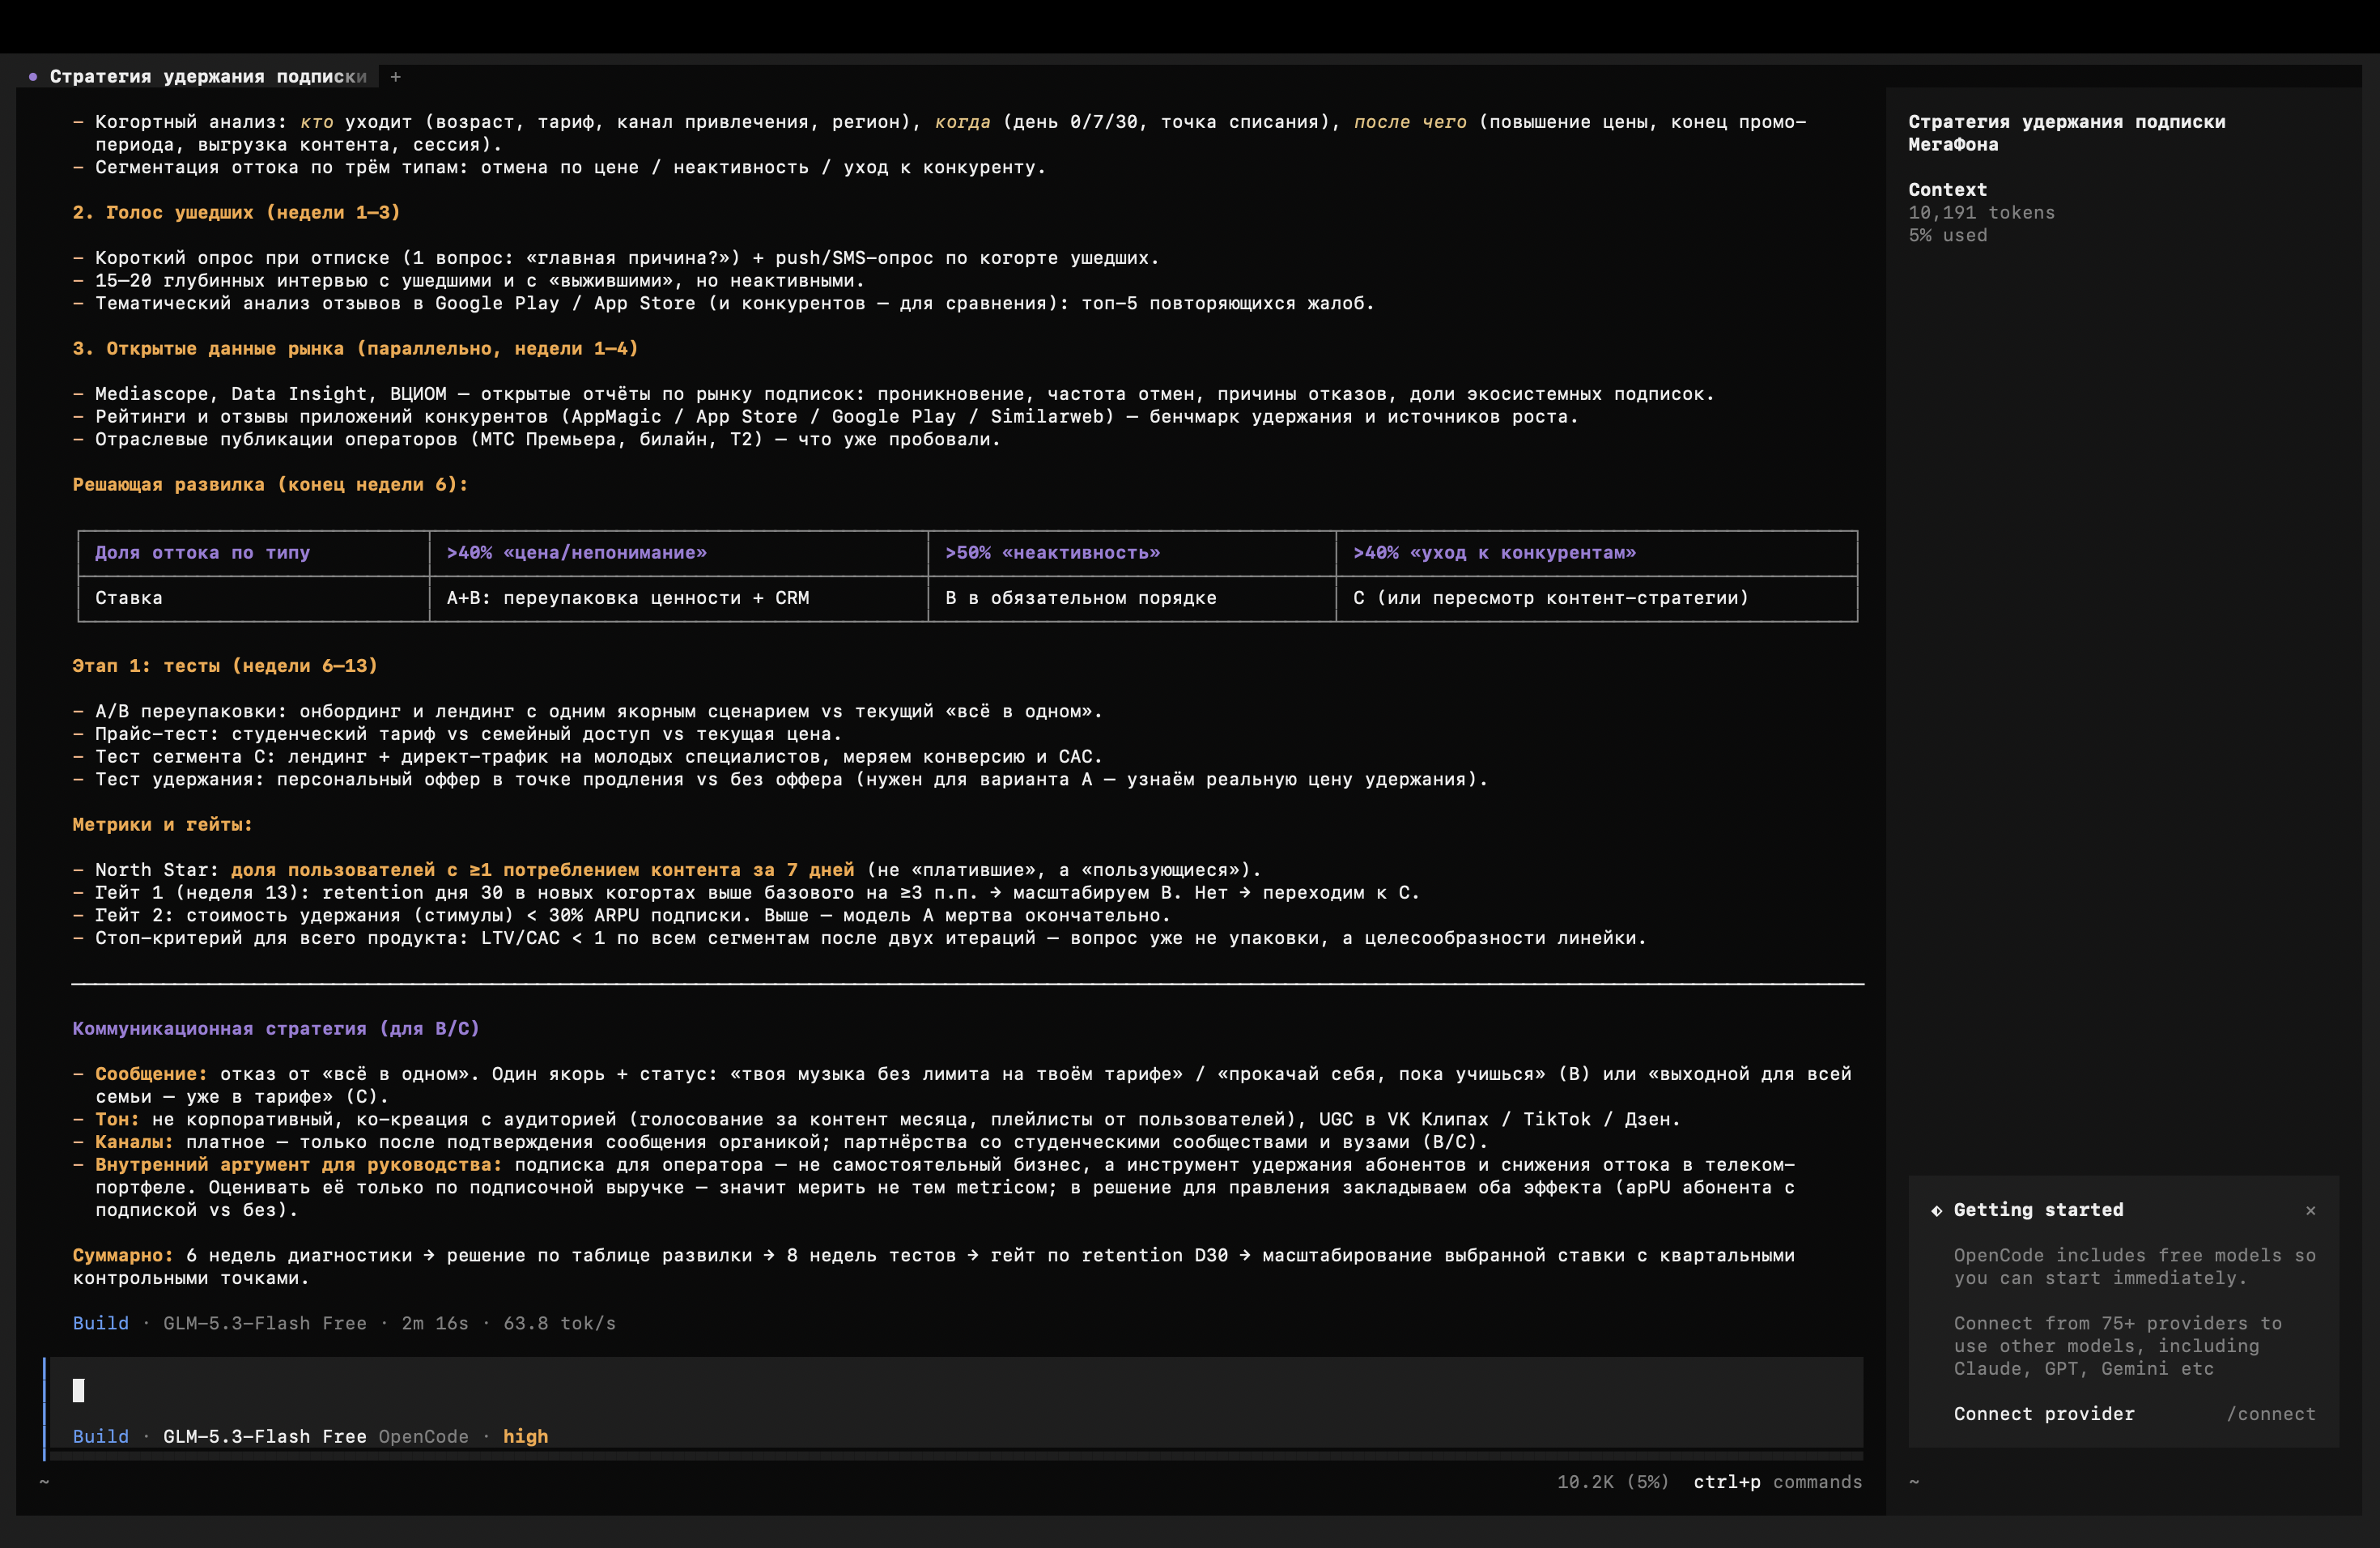 • Стратегия удержания подписки +
– Когортный анализ: кто уходит (возраст, тариф, канал привлечения, регион), когда (день 0/7/30, точка списания), после чего (повышение цены, конец промо-
периода, выгрузка контента, сессия).
– Сегментация оттока по трём типам: отмена по цене / неактивность / уход к конкуренту.
2. Голос ушедших (недели 1–3)
– Короткий опрос при отписке (1 вопрос: «главная причина?») + push/SMS-опрос по когорте ушедших.
– 15–20 глубинных интервью с ушедшими и с «выжившими», но неактивными.
– Тематический анализ отзывов в Google Play / App Store (и конкурентов — для сравнения): топ-5 повторяющихся жалоб.
3. Открытые данные рынка (параллельно, недели 1–4)
– Mediascope, Data Insight, ВЦИОМ — открытые отчёты по рынку подписок: проникновение, частота отмен, причины отказов, доли экосистемных подписок.
– Рейтинги и отзывы приложений конкурентов (AppMagic / App Store / Google Play / Similarweb) — бенчмарк удержания и источников роста.
– Отраслевые публикации операторов (МТС Премьера, билайн, Т2) — что уже пробовали.
Решающая развилка (конец недели 6):
Доля оттока по типу >40% «цена/непонимание» >50% «неактивность» >40% «уход к конкурентам»
Ставка A+B: переупаковка ценности + CRM B в обязательном порядке C (или пересмотр контент-стратегии)
Этап 1: тесты (недели 6–13)
– A/B переупаковки: онбординг и лендинг с одним якорным сценарием vs текущий «всё в одном».
– Прайс-тест: студенческий тариф vs семейный доступ vs текущая цена.
– Тест сегмента C: лендинг + директ-трафик на молодых специалистов, меряем конверсию и CAC.
– Тест удержания: персональный оффер в точке продления vs без оффера (нужен для варианта A — узнаём реальную цену удержания).
Метрики и гейты:
– North Star: доля пользователей с ≥1 потреблением контента за 7 дней (не «платившие», а «пользующиеся»).
– Гейт 1 (неделя 13): retention дня 30 в новых когортах выше базового на ≥3 п.п. → масштабируем B. Нет → переходим к C.
– Гейт 2: стоимость удержания (стимулы) < 30% ARPU подписки. Выше — модель A мертва окончательно.
– Стоп-критерий для всего продукта: LTV/CAC < 1 по всем сегментам после двух итераций — вопрос уже не упаковки, а целесообразности линейки.
Коммуникационная стратегия (для B/C)
– Сообщение: отказ от «всё в одном». Один якорь + статус: «твоя музыка без лимита на твоём тарифе» / «прокачай себя, пока учишься» (B) или «выходной для всей
семьи — уже в тарифе» (C).
– Тон: не корпоративный, ко-креация с аудиторией (голосование за контент месяца, плейлисты от пользователей), UGC в VK Клипах / TikTok / Дзен.
– Каналы: платное — только после подтверждения сообщения органикой; партнёрства со студенческими сообществами и вузами (B/C).
– Внутренний аргумент для руководства: подписка для оператора — не самостоятельный бизнес, а инструмент удержания абонентов и снижения оттока в телеком-
портфеле. Оценивать её только по подписочной выручке — значит мерить не тем metricом; в решение для правления закладываем оба эффекта (арPU абонента с
подпиской vs без).
Суммарно: 6 недель диагностики → решение по таблице развилки → 8 недель тестов → гейт по retention D30 → масштабирование выбранной ставки с квартальными
контрольными точками.
Build · GLM-5.3-Flash Free · 2m 16s · 63.8 tok/s
Build · GLM-5.3-Flash Free OpenCode · high
~ 10.2K (5%) ctrl+p commands
Стратегия удержания подписки
МегаФона
Context
10,191 tokens
5% used
Getting started ×
OpenCode includes free models so
you can start immediately.
Connect from 75+ providers to
use other models, including
Claude, GPT, Gemini etc
Connect provider /connect
~